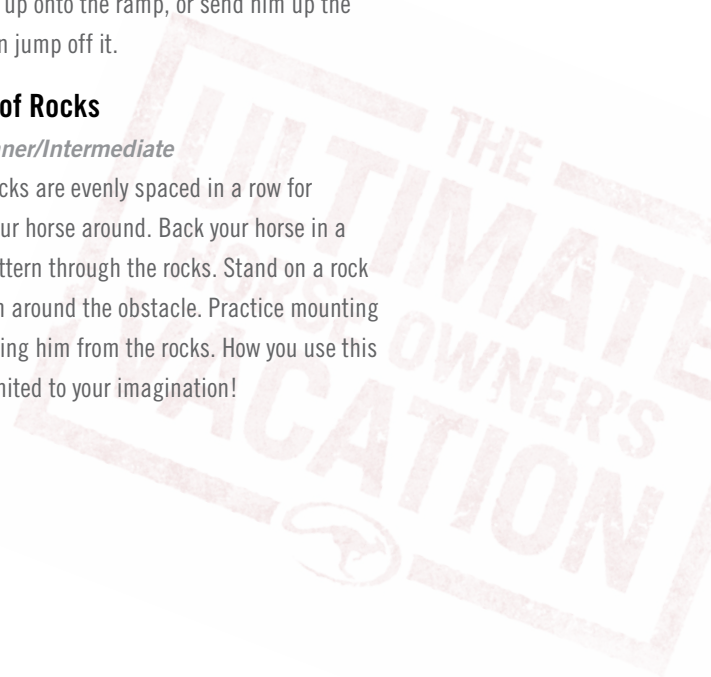 up onto the ramp, or send him up the
n jump off it.
of Rocks
ner/Intermediate
cks are evenly spaced in a row for
ur horse around. Back your horse in a
ttern through the rocks. Stand on a rock
n around the obstacle. Practice mounting
ing him from the rocks. How you use this
nited to your imagination!
THE
ULTIMATE
HORSE OWNER'S
VACATION